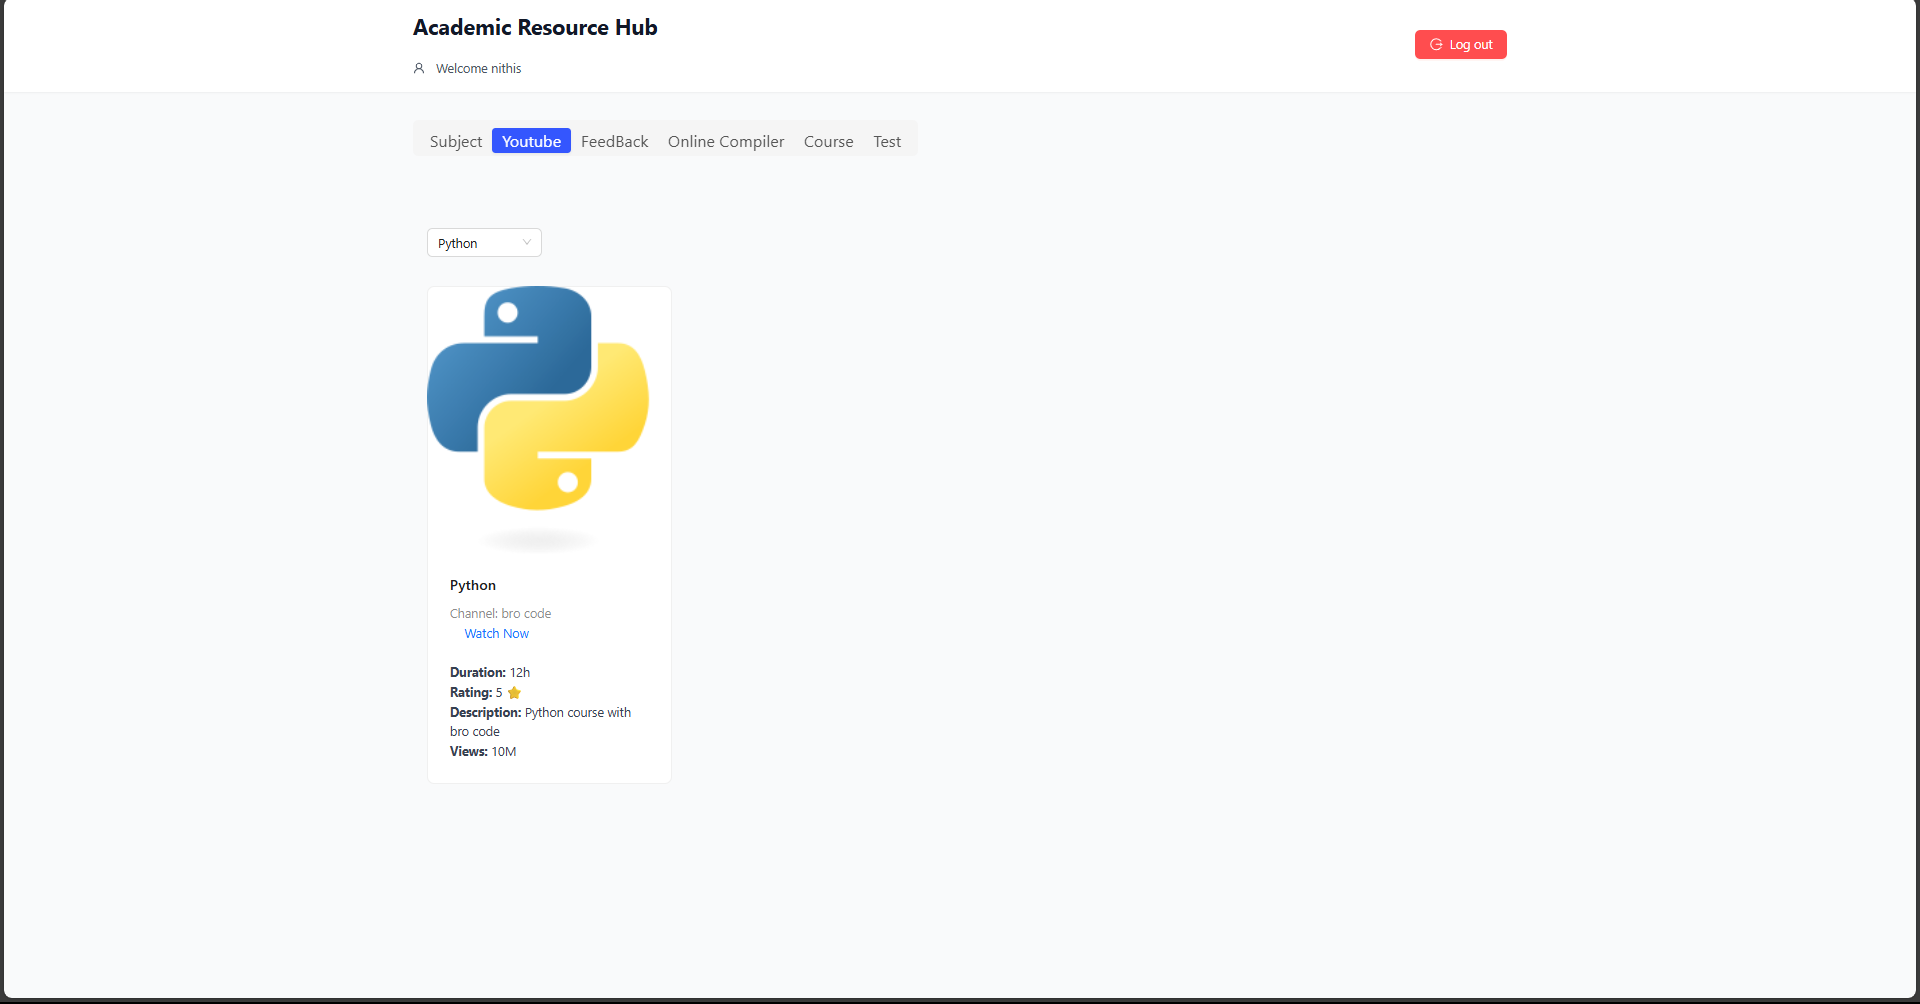 Academic Resource Hub
Welcome nithis
Log out
Subject Youtube FeedBack Online Compiler Course Test
Python
Python
Channel: bro code
Watch Now
Duration: 12h
Rating: 5 ⭐
Description: Python course with
bro code
Views: 10M